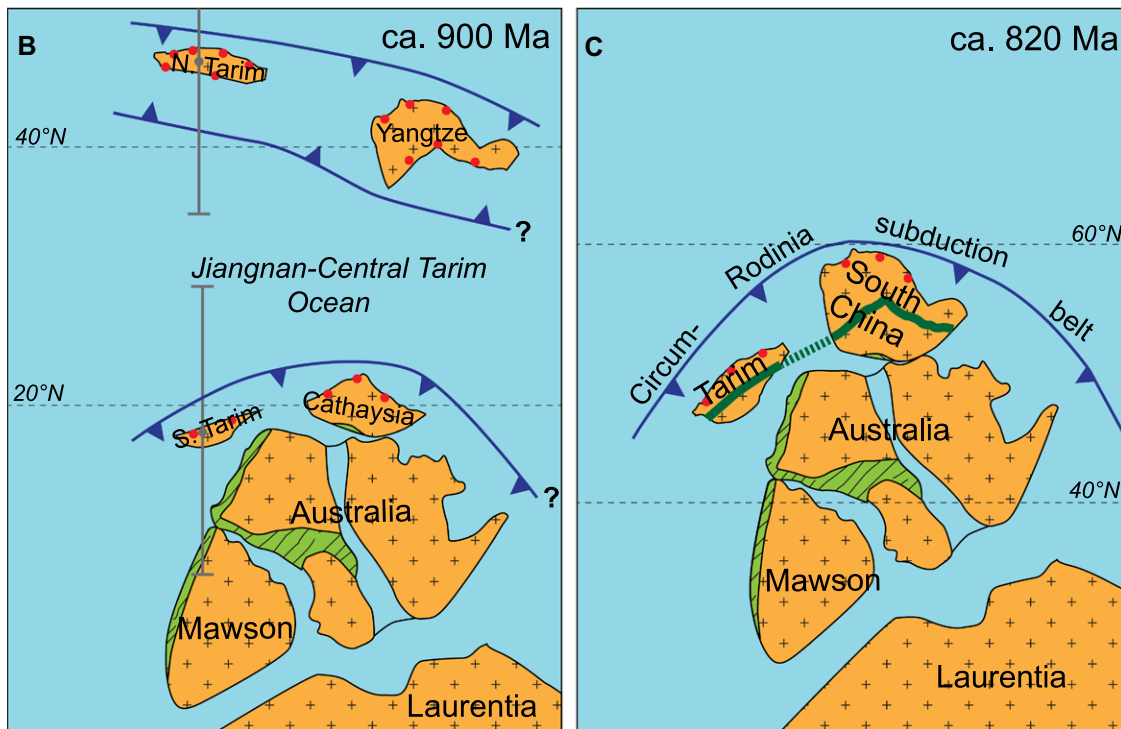 B
ca. 900 Ma
N. Tarim
Yangtze
40°N
?
Jiangnan-Central Tarim
Ocean
20°N
S. Tarim
Cathaysia
?
Australia
Mawson
Laurentia
C
ca. 820 Ma
60°N
Circum-
Rodinia
subduction
belt
South
China
Tarim
Australia
40°N
Mawson
Laurentia